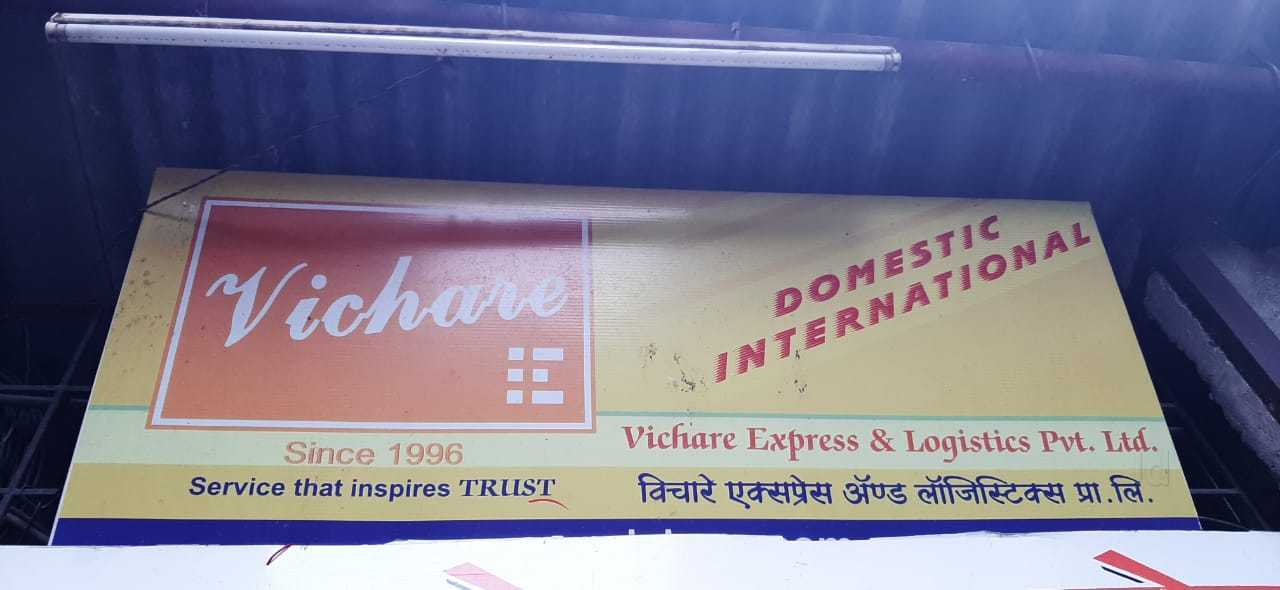 Vichare
E
DOMESTIC
INTERNATIONAL
Since 1996
Service that inspires TRUST
Vichare Express & Logistics Pvt. Ltd.
विचारे एक्सप्रेस ॲण्ड लॉजिस्टिक्स प्रा.लि.